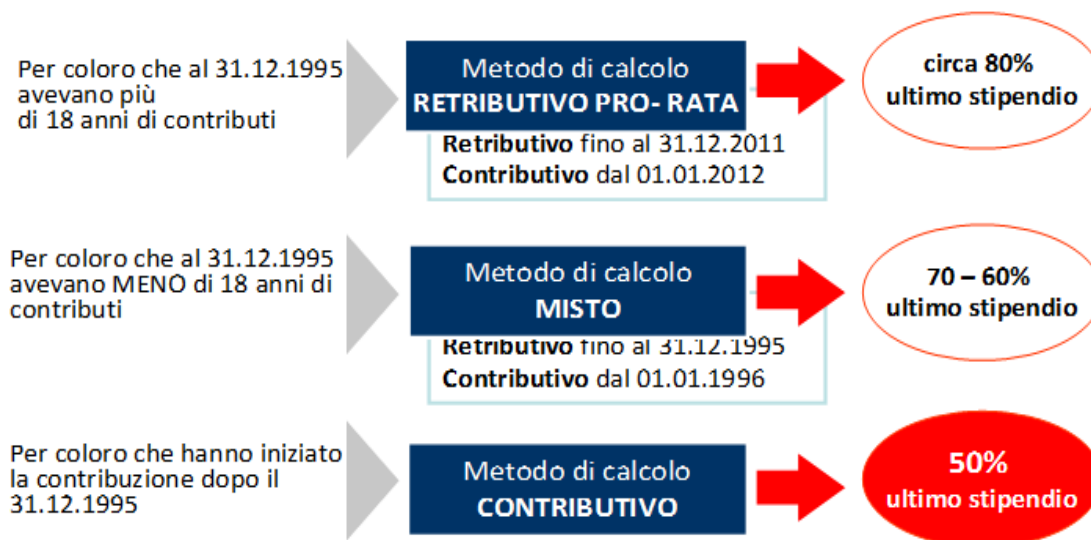 Per coloro che al 31.12.1995
avevano più
di 18 anni di contributi
Metodo di calcolo
RETRIBUTIVO PRO- RATA
Retributivo fino al 31.12.2011
Contributivo dal 01.01.2012
circa 80%
ultimo stipendio
Per coloro che al 31.12.1995
avevano MENO di 18 anni di
contributi
Metodo di calcolo
MISTO
Retributivo fino al 31.12.1995
Contributivo dal 01.01.1996
70 – 60%
ultimo stipendio
Per coloro che hanno iniziato
la contribuzione dopo il
31.12.1995
Metodo di calcolo
CONTRIBUTIVO
50%
ultimo stipendio